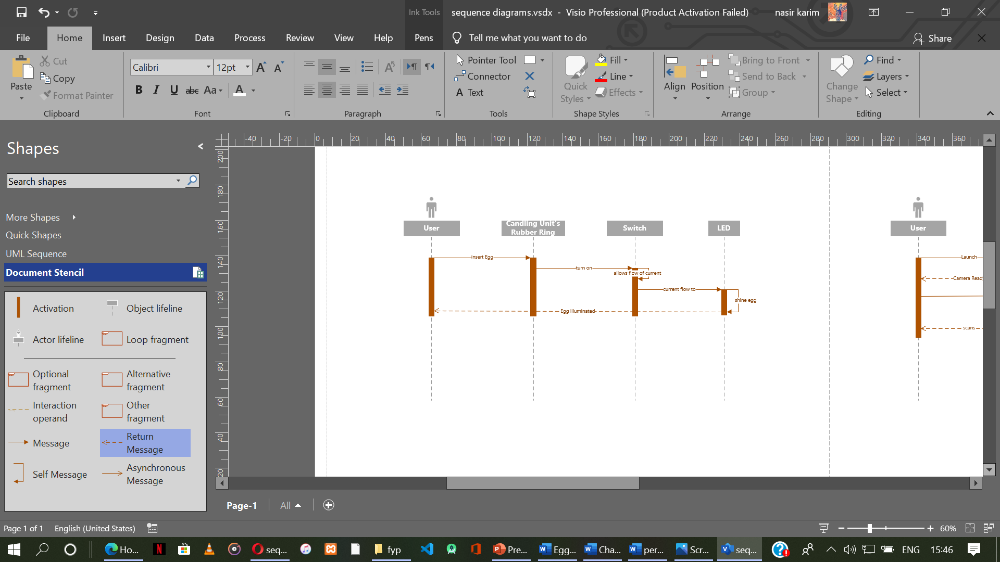 Ink Tools
sequence diagrams.vsdx - Visio Professional (Product Activation Failed)
nasir karim
File
Home
Insert
Design
Data
Process
Review
View
Help
Pens
Tell me what you want to do
Share
Paste
Cut
Copy
Format Painter
Clipboard
Calibri
12pt
B I U abc Aa A
Font
Paragraph
Pointer Tool
Connector
A Text
Tools
Quick
Styles
Fill
Line
Effects
Shape Styles
Align
Position
Bring to Front
Send to Back
Group
Arrange
Change
Shape
Find
Layers
Select
Editing
Shapes
Search shapes
More Shapes
Quick Shapes
UML Sequence
Document Stencil
Activation
Object lifeline
Actor lifeline
Loop fragment
Optional
fragment
Alternative
fragment
Interaction
operand
Other
fragment
Message
Return
Message
Self Message
Asynchronous
Message
-40 -20 0 20 40 60 80 100 120 140 160 180 200 220 240 260 280 300 320 340 360
200
180
160
140
120
100
80
60
40
20
User
Candling Unit's
Rubber Ring
Switch
LED
User
insert Egg
turn on
allows flow of current
current flow to
shine egg
Egg illuminated
Launch
Camera Read
scans
Page-1
All
Page 1 of 1
English (United States)
60%
Ho...
seq...
fyp
Pre...
Egg...
Cha...
per...
Scr...
seq...
ENG
15:46